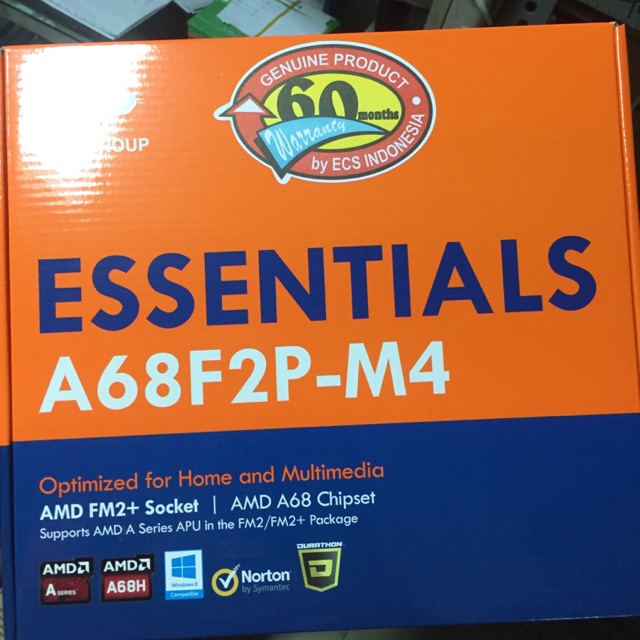 GENUINE PRODUCT
60 months
Warranty
by ECS INDONESIA
OUP
ESSENTIALS
A68F2P-M4
Optimized for Home and Multimedia
AMD FM2+ Socket | AMD A68 Chipset
Supports AMD A Series APU in the FM2/FM2+ Package
AMD
A SERIES
AMD
A68H
Windows 8
Compatible
Norton
by Symantec
DURATHON
D